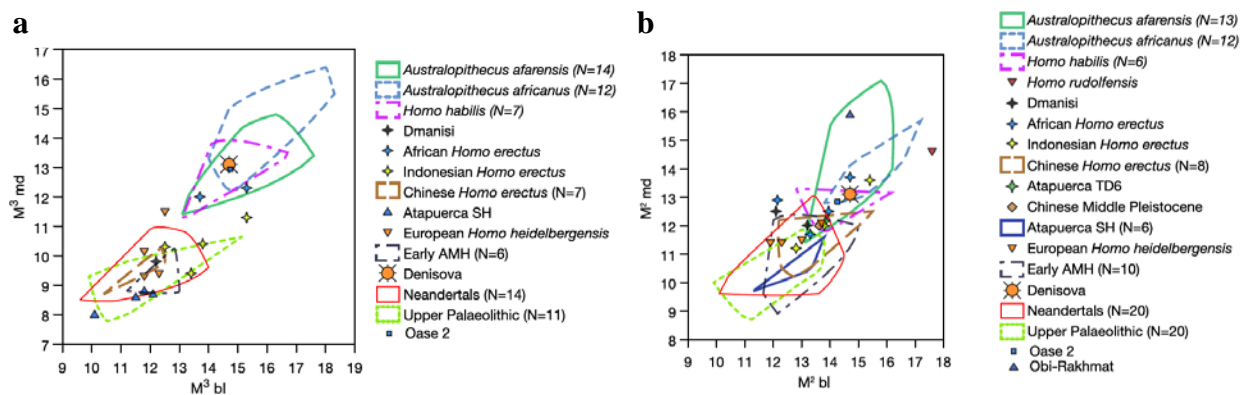 a
17
16
15
14
13
12
11
10
9
8
7
M³ md
9 10 11 12 13 14 15 16 17 18 19
M³ bl
Australopithecus afarensis (N=14)
Australopithecus africanus (N=12)
Homo habilis (N=7)
Dmanisi
African Homo erectus
Indonesian Homo erectus
Chinese Homo erectus (N=7)
Atapuerca SH
European Homo heidelbergensis
Early AMH (N=6)
Denisova
Neandertals (N=14)
Upper Palaeolithic (N=11)
Oase 2
b
18
17
16
15
14
13
12
11
10
9
8
M² md
9 10 11 12 13 14 15 16 17 18
M² bl
Australopithecus afarensis (N=13)
Australopithecus africanus (N=12)
Homo habilis (N=6)
Homo rudolfensis
Dmanisi
African Homo erectus
Indonesian Homo erectus
Chinese Homo erectus (N=8)
Atapuerca TD6
Chinese Middle Pleistocene
Atapuerca SH (N=6)
European Homo heidelbergensis
Early AMH (N=10)
Denisova
Neandertals (N=20)
Upper Palaeolithic (N=20)
Oase 2
Obi-Rakhmat